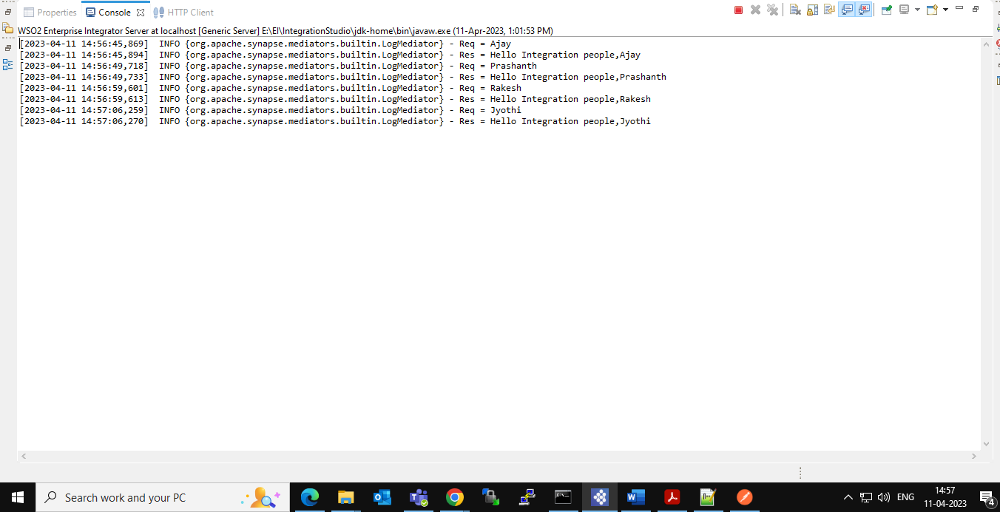 Properties Console HTTP Client
WSO2 Enterprise Integrator Server at localhost [Generic Server] E:\EI\IntegrationStudio\jdk-home\bin\javaw.exe (11-Apr-2023, 1:01:53 PM)
[2023-04-11 14:56:45,869]  INFO {org.apache.synapse.mediators.builtin.LogMediator} - Req = Ajay
[2023-04-11 14:56:45,894]  INFO {org.apache.synapse.mediators.builtin.LogMediator} - Res = Hello Integration people,Ajay
[2023-04-11 14:56:49,718]  INFO {org.apache.synapse.mediators.builtin.LogMediator} - Req = Prashanth
[2023-04-11 14:56:49,733]  INFO {org.apache.synapse.mediators.builtin.LogMediator} - Res = Hello Integration people,Prashanth
[2023-04-11 14:56:59,601]  INFO {org.apache.synapse.mediators.builtin.LogMediator} - Req = Rakesh
[2023-04-11 14:56:59,613]  INFO {org.apache.synapse.mediators.builtin.LogMediator} - Res = Hello Integration people,Rakesh
[2023-04-11 14:57:06,259]  INFO {org.apache.synapse.mediators.builtin.LogMediator} - Req = Jyothi
[2023-04-11 14:57:06,270]  INFO {org.apache.synapse.mediators.builtin.LogMediator} - Res = Hello Integration people,Jyothi
Search work and your PC
ENG
14:57
11-04-2023
4